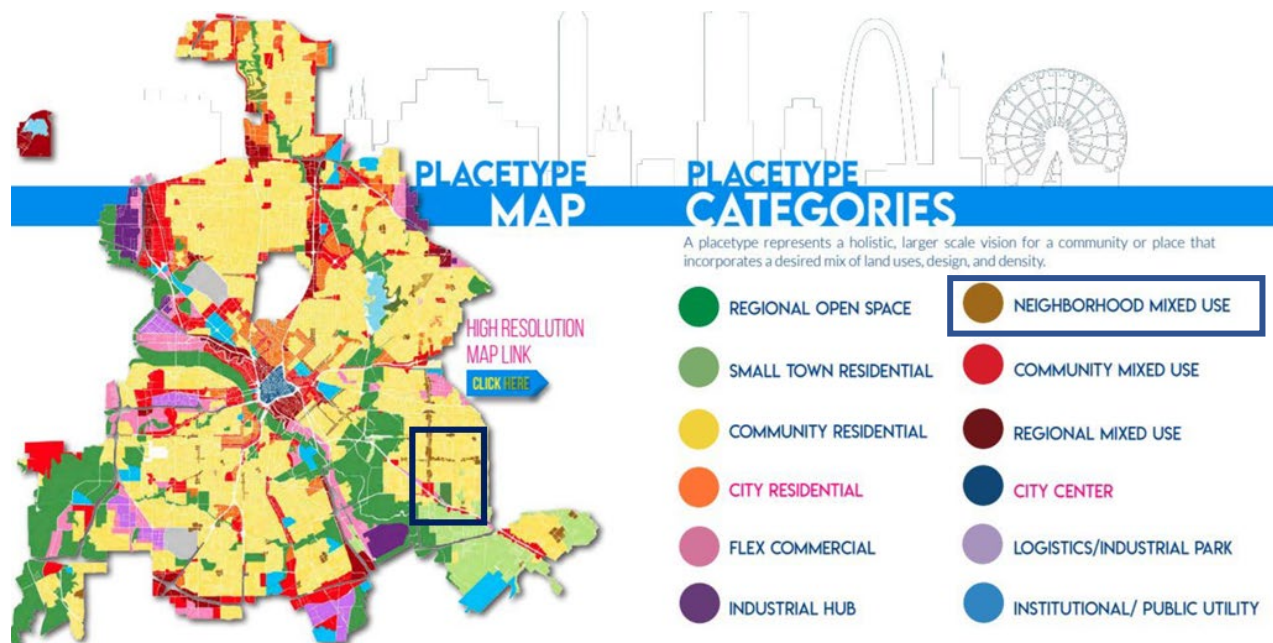 PLACETYPE
MAP
HIGH RESOLUTION
MAP LINK
CLICK HERE
PLACETYPE
CATEGORIES
A placetype represents a holistic, larger scale vision for a community or place that
incorporates a desired mix of land uses, design, and density.
REGIONAL OPEN SPACE
SMALL TOWN RESIDENTIAL
COMMUNITY RESIDENTIAL
CITY RESIDENTIAL
FLEX COMMERCIAL
INDUSTRIAL HUB
NEIGHBORHOOD MIXED USE
COMMUNITY MIXED USE
REGIONAL MIXED USE
CITY CENTER
LOGISTICS/INDUSTRIAL PARK
INSTITUTIONAL/ PUBLIC UTILITY